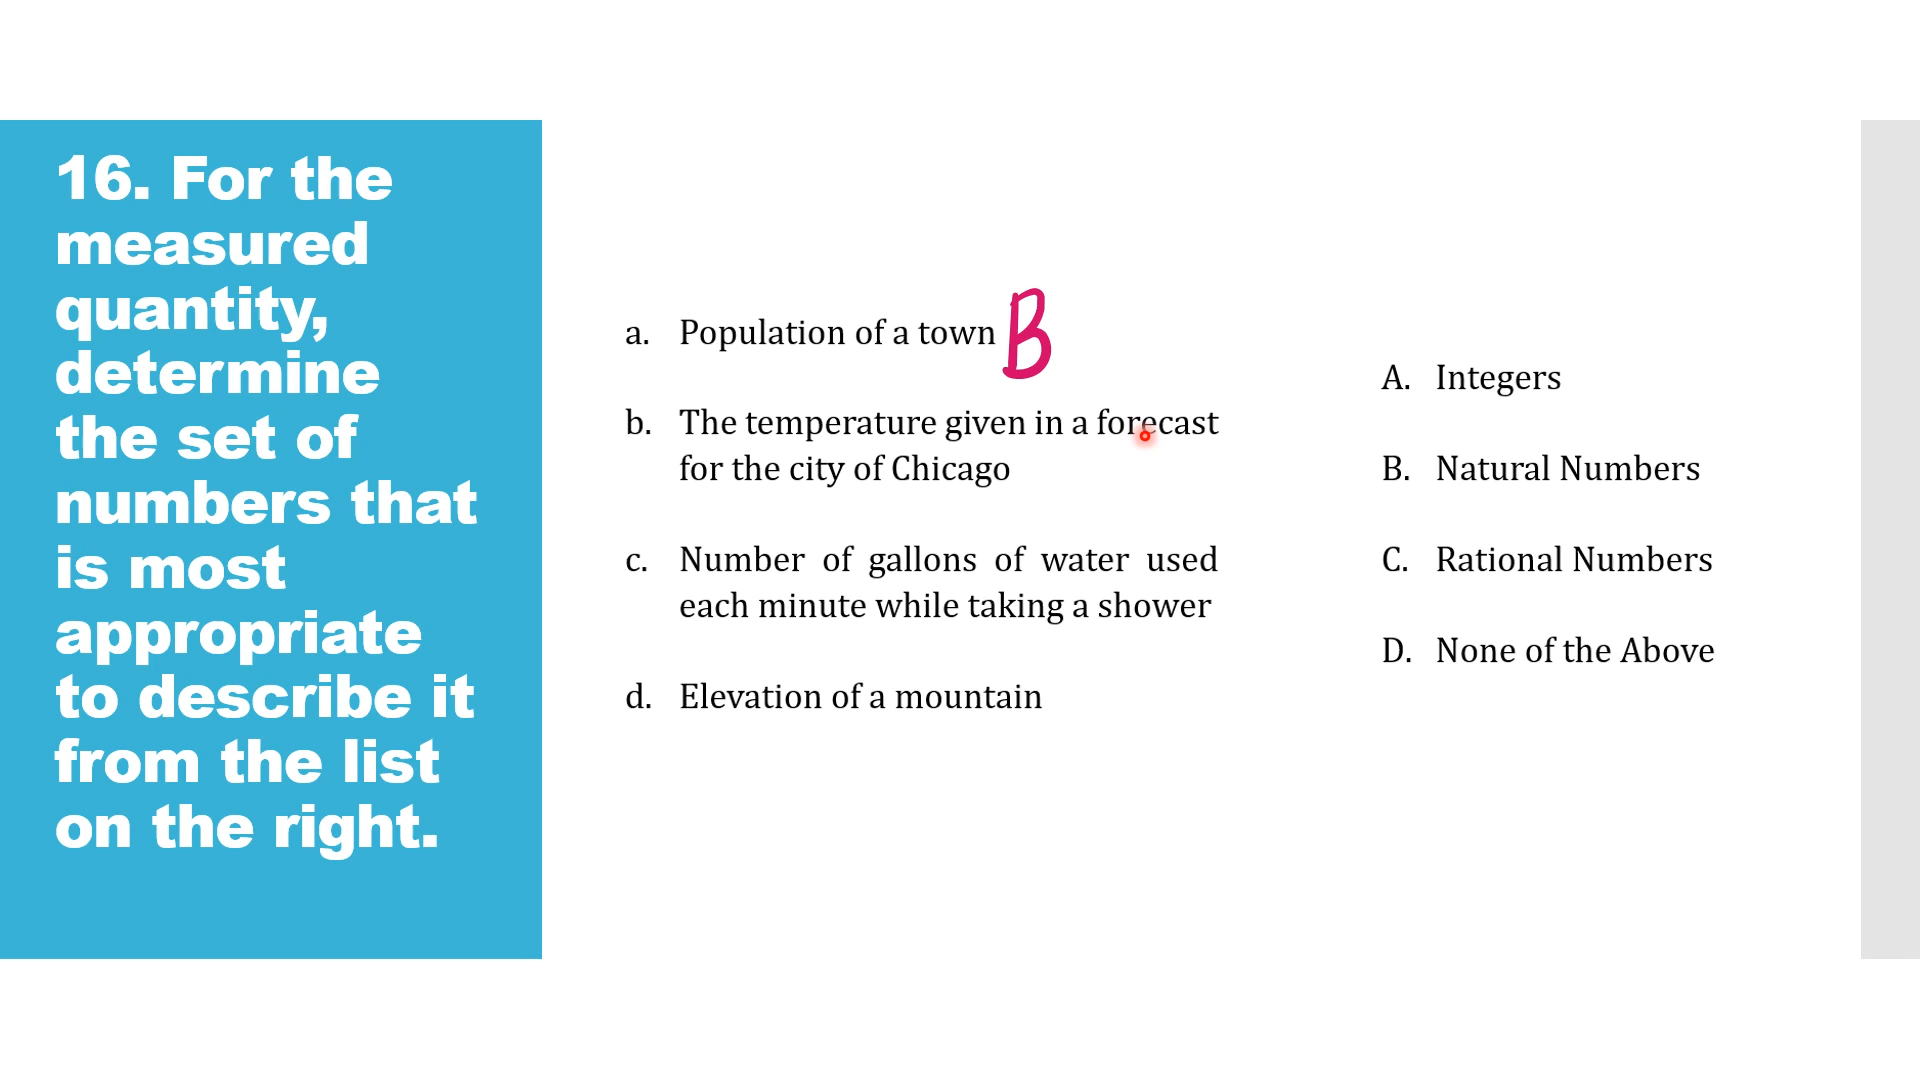 16. For the
measured
quantity,
determine
the set of
numbers that
is most
appropriate
to describe it
from the list
on the right.
a. Population of a town B
b. The temperature given in a forecast
for the city of Chicago
c. Number of gallons of water used
each minute while taking a shower
d. Elevation of a mountain
A. Integers
B. Natural Numbers
C. Rational Numbers
D. None of the Above